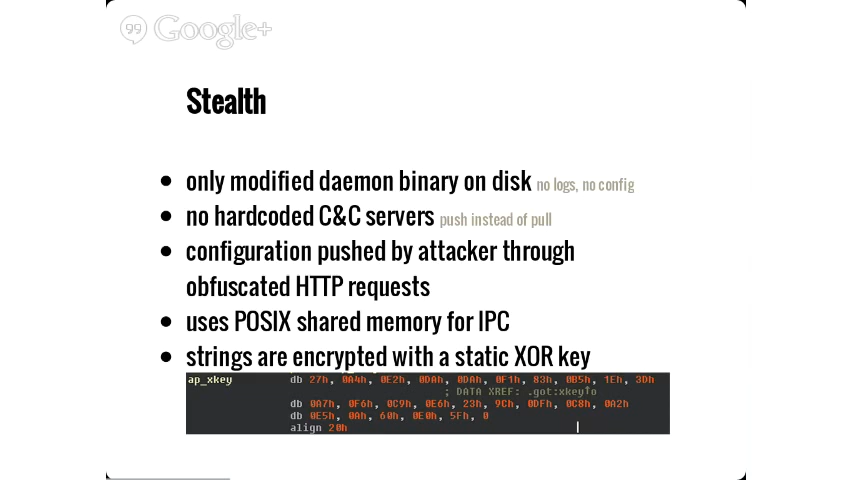 Google+
Stealth
• only modified daemon binary on disk no logs, no config
• no hardcoded C&C servers push instead of pull
• configuration pushed by attacker through
obfuscated HTTP requests
• uses POSIX shared memory for IPC
• strings are encrypted with a static XOR key
ap_xkey db 27h, 0A4h, 0E2h, 0DAh, 0DAh, 0F1h, 83h, 0B5h, 1Eh, 3Dh
; DATA XREF: .got:xkey↑o
db 0A7h, 0F6h, 0C9h, 0E6h, 23h, 9Ch, 0DFh, 0C8h, 0A2h
db 0E5h, 0Ah, 60h, 0E0h, 5Fh, 0
align 20h